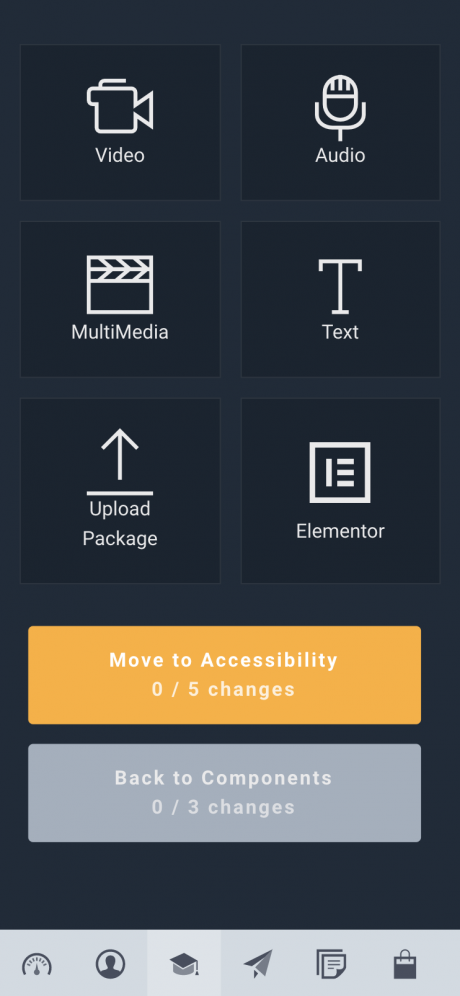 Video
Audio
MultiMedia
Text
Upload
Package
Elementor
Move to Accessibility
0 / 5 changes
Back to Components
0 / 3 changes